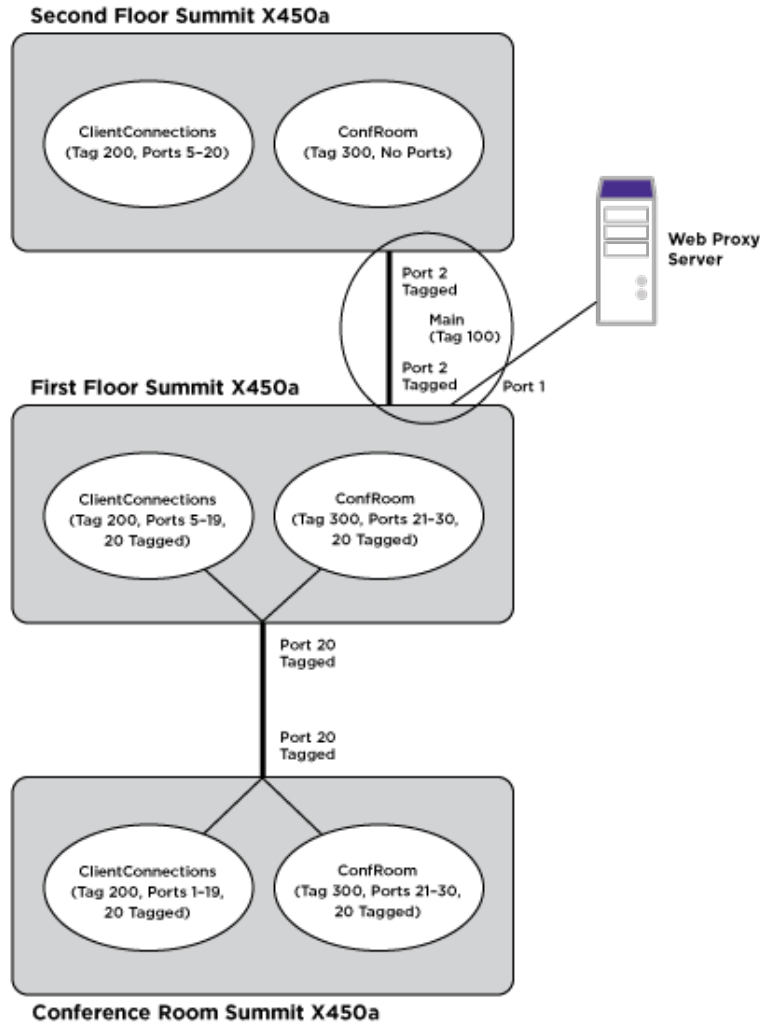 Second Floor Summit X450a
ClientConnections
(Tag 200, Ports 5–20)
ConfRoom
(Tag 300, No Ports)
Web Proxy
Server
Port 2
Tagged
Main
(Tag 100)
Port 2
Tagged
Port 1
First Floor Summit X450a
ClientConnections
(Tag 200, Ports 5–19,
20 Tagged)
ConfRoom
(Tag 300, Ports 21–30,
20 Tagged)
Port 20
Tagged
Port 20
Tagged
ClientConnections
(Tag 200, Ports 1–19,
20 Tagged)
ConfRoom
(Tag 300, Ports 21–30,
20 Tagged)
Conference Room Summit X450a